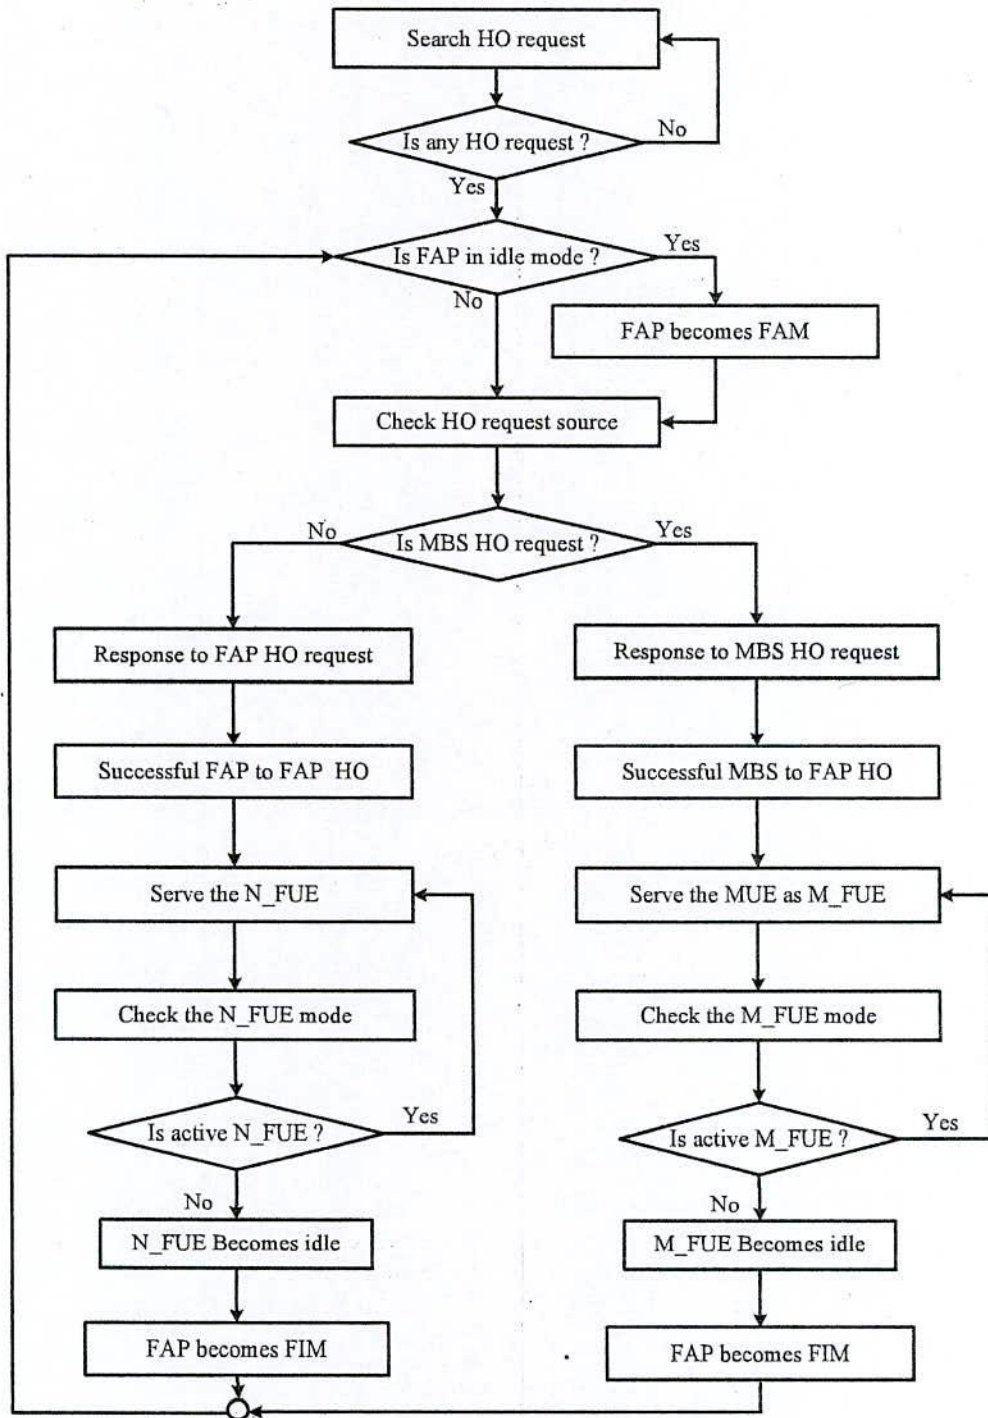 Search HO request
Is any HO request ?
No
Yes
Is FAP in idle mode ?
Yes
No
FAP becomes FAM
Check HO request source
No
Is MBS HO request ?
Yes
Response to FAP HO request
Response to MBS HO request
Successful FAP to FAP HO
Successful MBS to FAP HO
Serve the N_FUE
Serve the MUE as M_FUE
Check the N_FUE mode
Check the M_FUE mode
Is active N_FUE ?
Yes
Is active M_FUE ?
Yes
No
No
N_FUE Becomes idle
M_FUE Becomes idle
FAP becomes FIM
FAP becomes FIM